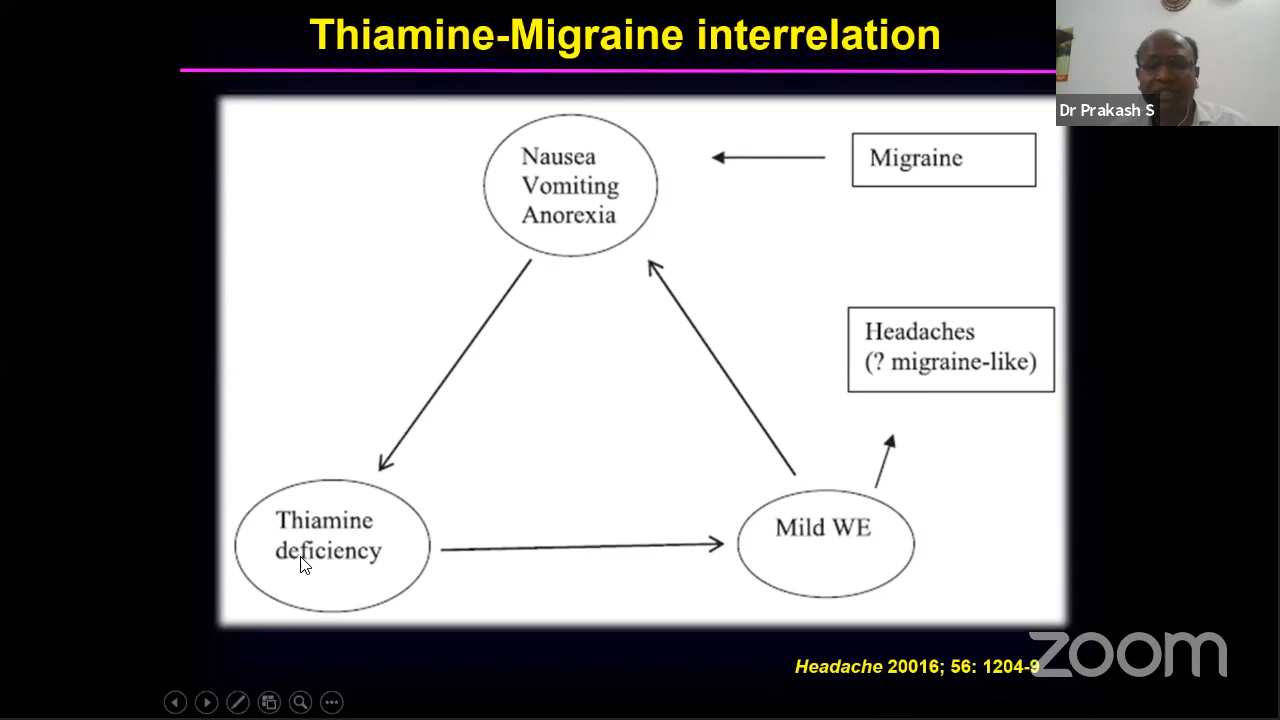 Thiamine-Migraine interrelation
Dr Prakash S
Nausea
Vomiting
Anorexia
Migraine
Headaches
(? migraine-like)
Thiamine
deficiency
Mild WE
Headache 20016; 56: 1204-9
zoom